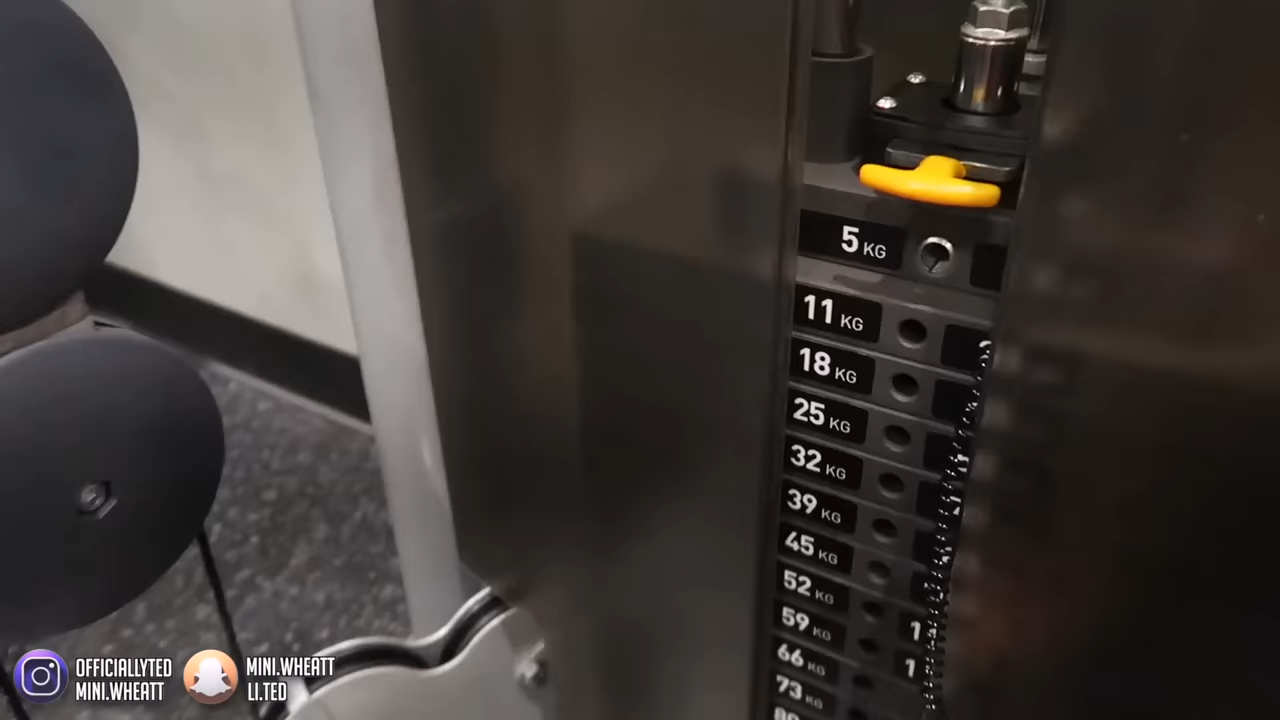 5 KG
11 KG
18 KG
25 KG
32 KG
39 KG
45 KG
52 KG
59 KG
66 KG
73 KG
OFFICIALLYTED
MINI.WHEATT
MINI.WHEATT
LI.TED